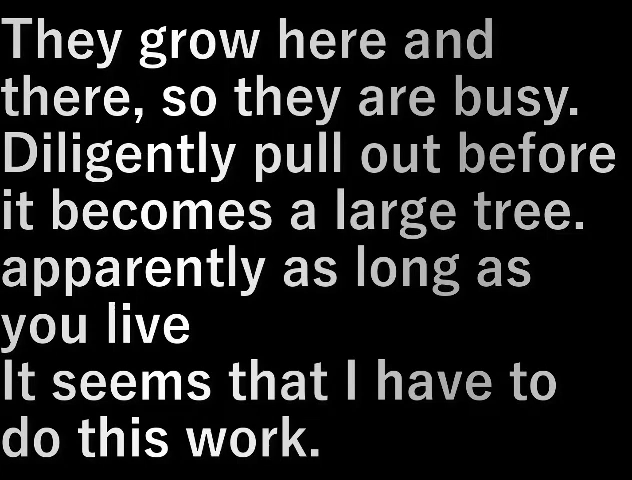 They grow here and
there, so they are busy.
Diligently pull out before
it becomes a large tree.
apparently as long as
you live
It seems that I have to
do this work.